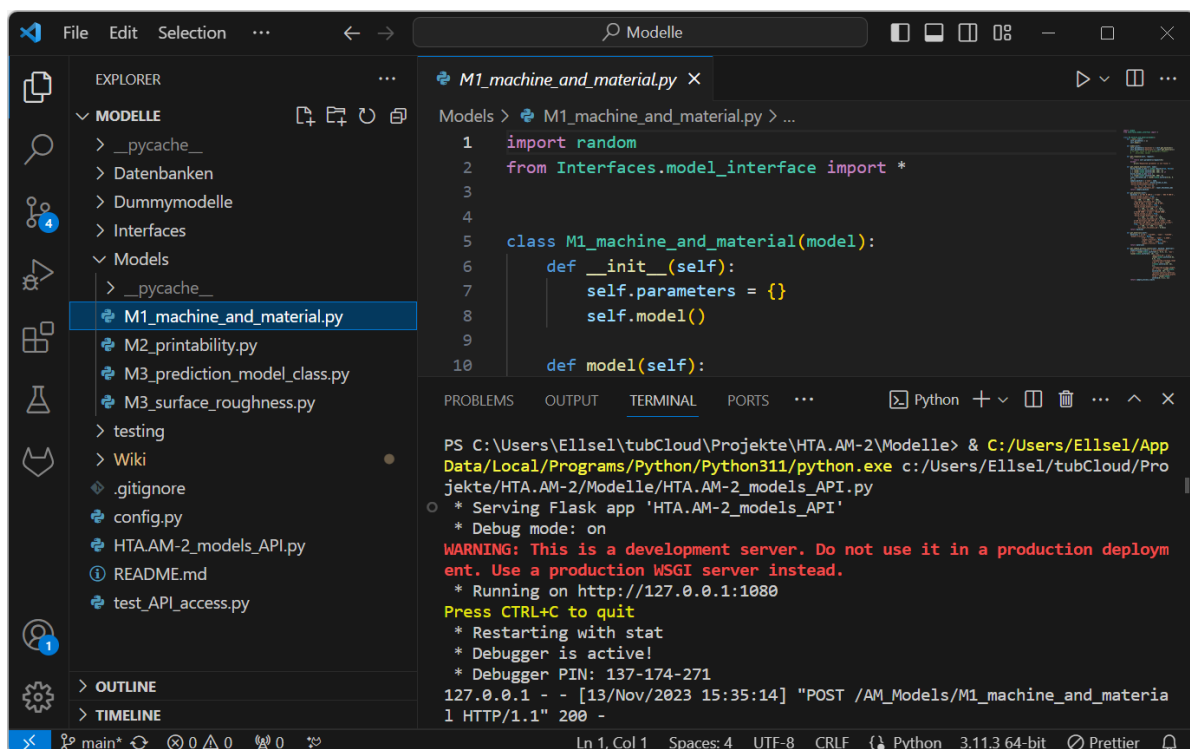 File Edit Selection ··· Modelle
EXPLORER ···
MODELLE
__pycache__
Datenbanken
Dummymodelle
Interfaces
Models
__pycache__
M1_machine_and_material.py
M2_printability.py
M3_prediction_model_class.py
M3_surface_roughness.py
testing
Wiki
.gitignore
config.py
HTA.AM-2_models_API.py
README.md
test_API_access.py
OUTLINE
TIMELINE
4
1
M1_machine_and_material.py
Models > M1_machine_and_material.py > ...
1 import random
2 from Interfaces.model_interface import *
3
4
5 class M1_machine_and_material(model):
6 def __init__(self):
7 self.parameters = {}
8 self.model()
9
10 def model(self):
PROBLEMS OUTPUT TERMINAL PORTS ··· Python
PS C:\Users\Ellsel\tubCloud\Projekte\HTA.AM-2\Modelle> & C:/Users/Ellsel/App
Data/Local/Programs/Python/Python311/python.exe c:/Users/Ellsel/tubCloud/Pro
jekte/HTA.AM-2/Modelle/HTA.AM-2_models_API.py
* Serving Flask app 'HTA.AM-2_models_API'
* Debug mode: on
WARNING: This is a development server. Do not use it in a production deploym
ent. Use a production WSGI server instead.
* Running on http://127.0.0.1:1080
Press CTRL+C to quit
* Restarting with stat
* Debugger is active!
* Debugger PIN: 137-174-271
127.0.0.1 - - [13/Nov/2023 15:35:14] "POST /AM_Models/M1_machine_and_materia
l HTTP/1.1" 200 -
main* 0 0 0 Ln 1, Col 1 Spaces: 4 UTF-8 CRLF Python 3.11.3 64-bit Prettier